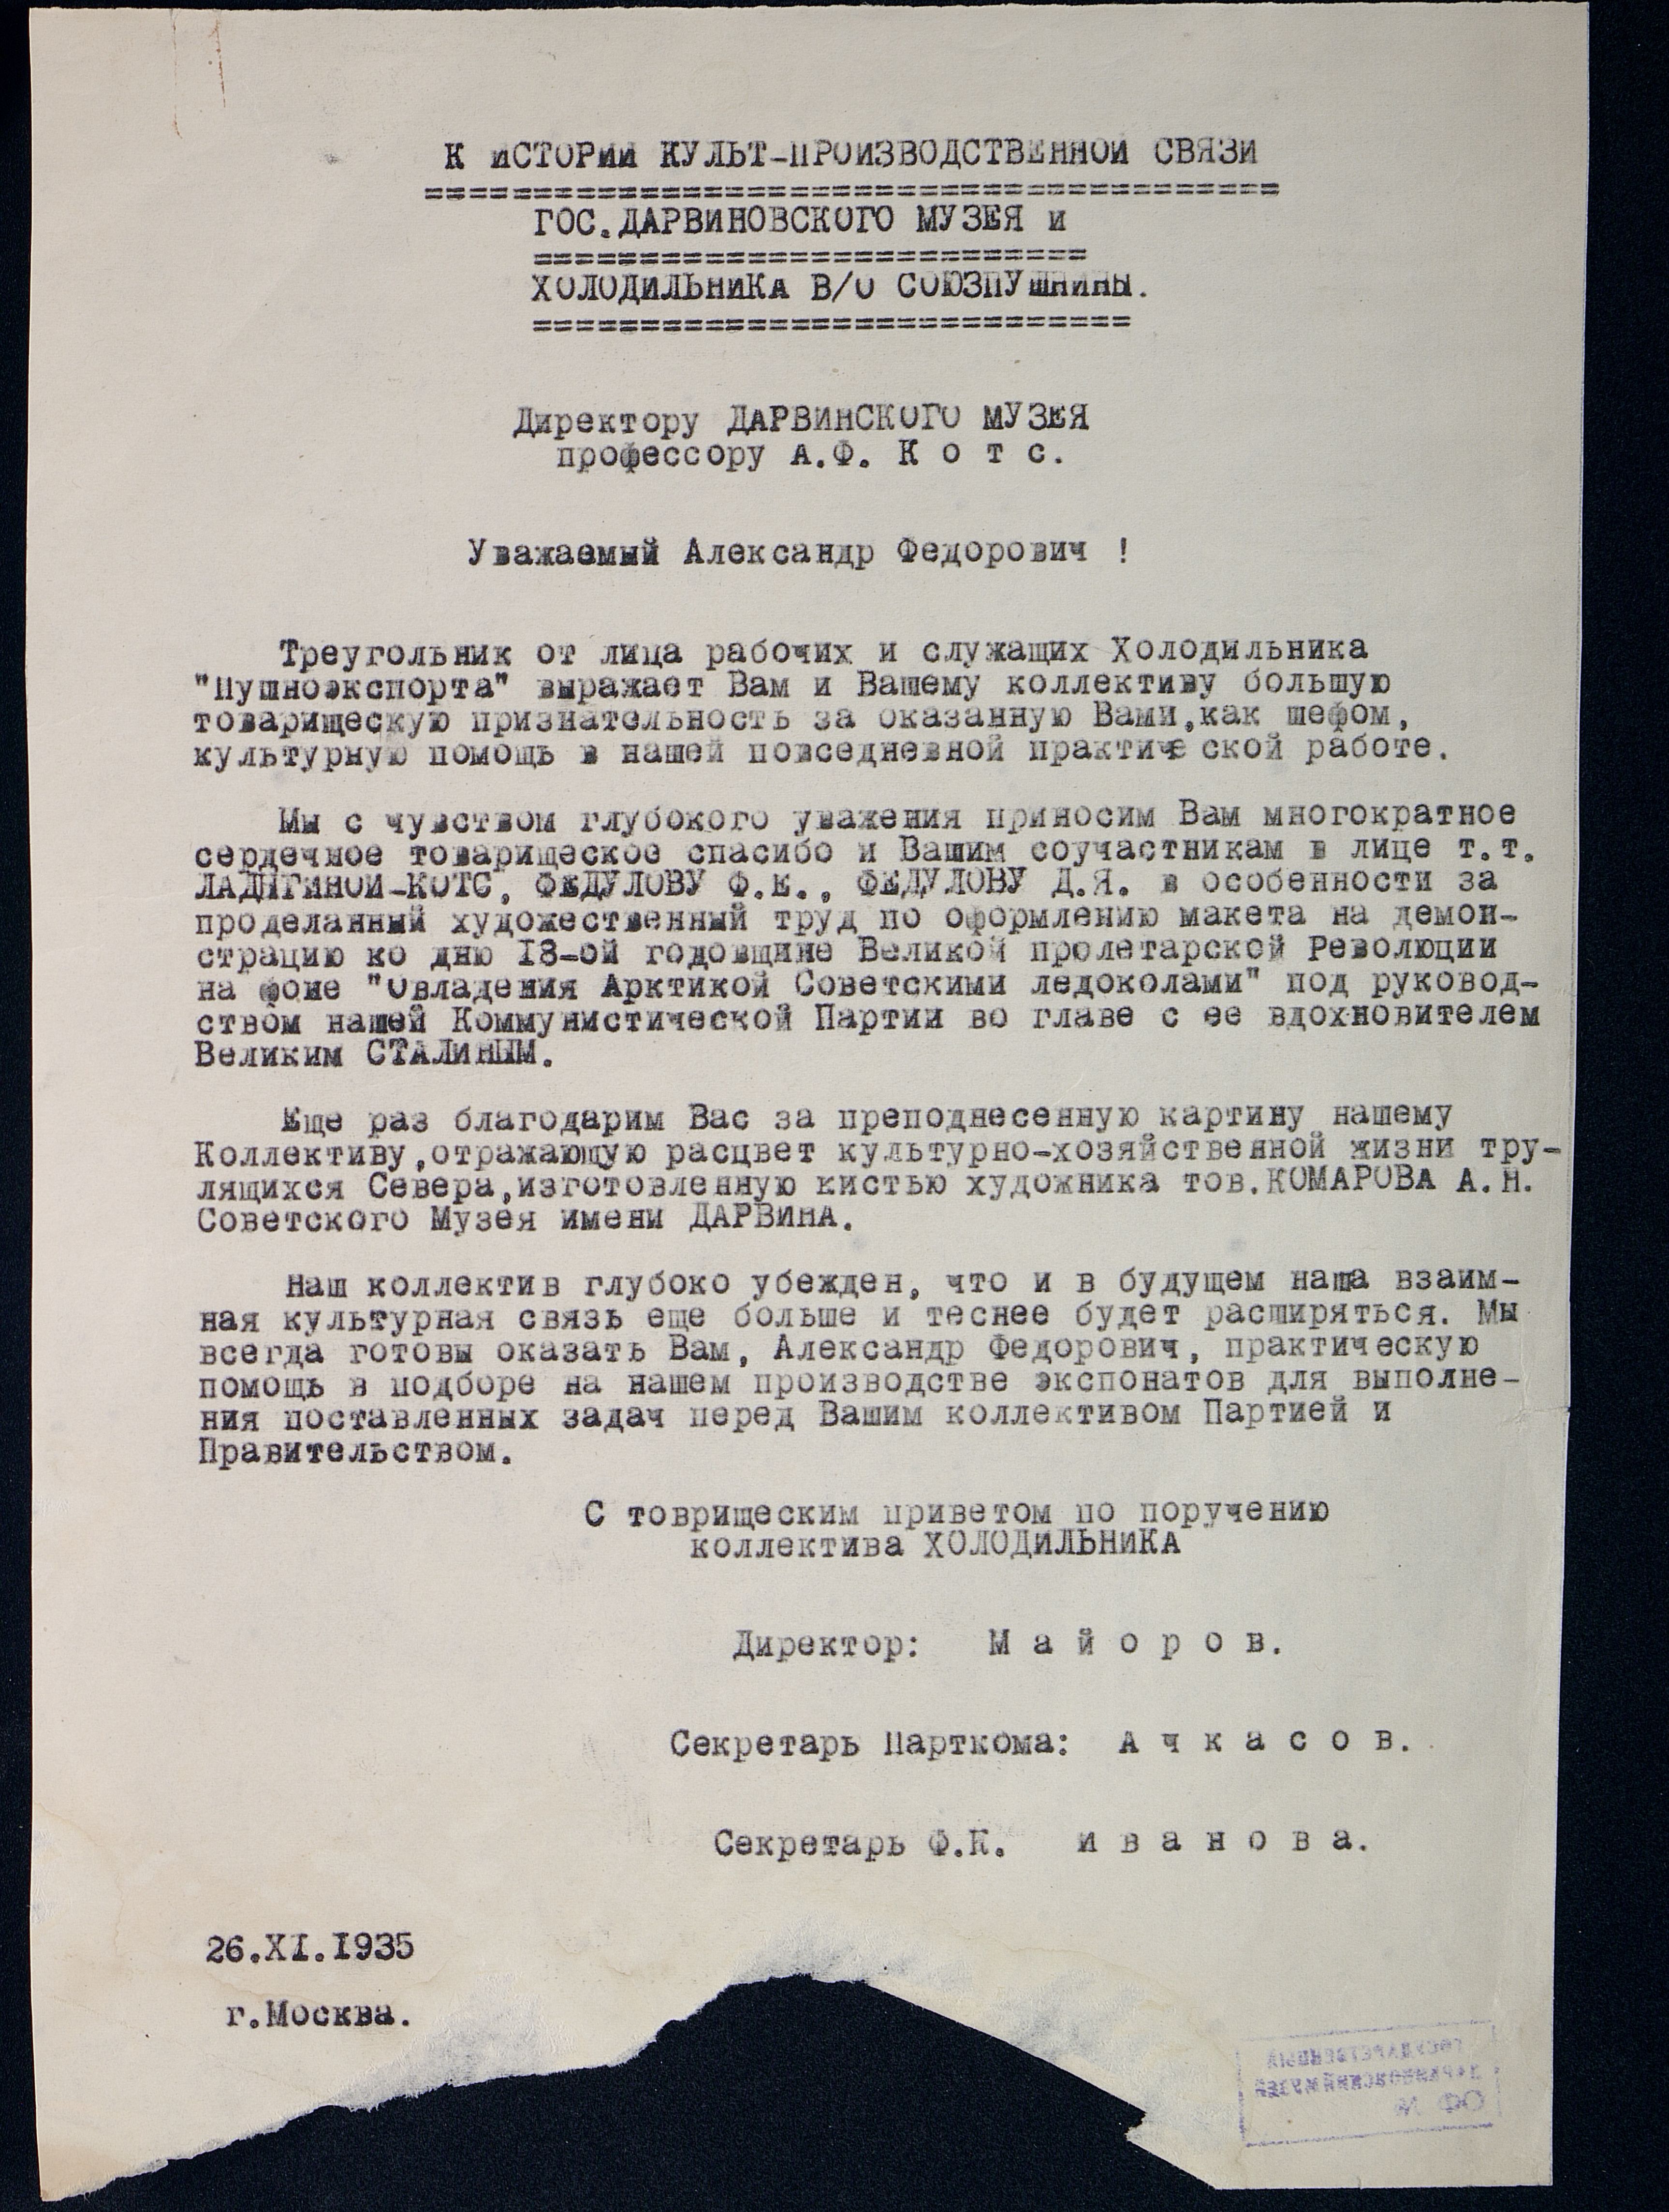 К ИСТОРИИ КУЛЬТ-ПРОИЗВОДСТВЕННОЙ СВЯЗИ
========================================
ГОС.ДАРВИНОВСКОГО МУЗЕЯ и
==========================
ХОЛОДИЛЬНИКА В/О СОЮЗПУШНИНЫ.
============================
Директору ДАРВИНСКОГО МУЗЕЯ
профессору А.Ф. К о т с.
Уважаемый Александр Федорович !
Треугольник от лица рабочих и служащих Холодильника
"Пушноэкспорта" выражает Вам и Вашему коллективу большую
товарищескую признательность за оказанную Вами,как шефом,
культурную помощь в нашей повседневной практиче ской работе.
Мы с чувством глубокого уважения приносим Вам многократное
сердечное товарищеское спасибо и Вашим соучастникам в лице т.т.
ЛАДЫГИНОЙ-КОТС, ФЕДУЛОВУ Ф.Е., ФЕДУЛОВУ Д.Я. в особенности за
проделанный художественный труд по оформлению макета на демон-
страцию ко дню 18-ой годовщине Великой пролетарской Революции
на фоне "Овладения Арктикой Советскими ледоколами" под руковод-
ством нашей Коммунистической Партии во главе с ее вдохновителем
Великим СТАЛИНЫМ.
Еще раз благодарим Вас за преподнесенную картину нашему
Коллективу,отражающую расцвет культурно-хозяйственной жизни тру-
лящихся Севера,изготовленную кистью художника тов.КОМАРОВА А.Н.
Советского Музея имени ДАРВИНА.
Наш коллектив глубоко убежден, что и в будущем наша взаим-
ная культурная связь еще больше и теснее будет расширяться. Мы
всегда готовы оказать Вам, Александр Федорович, практическую
помощь в подборе на нашем производстве экспонатов для выполне-
ния поставленных задач перед Вашим коллективом Партией и
Правительством.
С товрищеским приветом по поручению
коллектива ХОЛОДИЛЬНИКА
Директор: М а й о р о в.
Секретарь Парткома: А ч к а с о в.
Секретарь Ф.К. И в а н о в а.
26.XI.1935
г.Москва.
ГОСУДАРСТВЕННЫЙ
ДАРВИНОВСКИЙ МУЗЕЙ
ОФ №